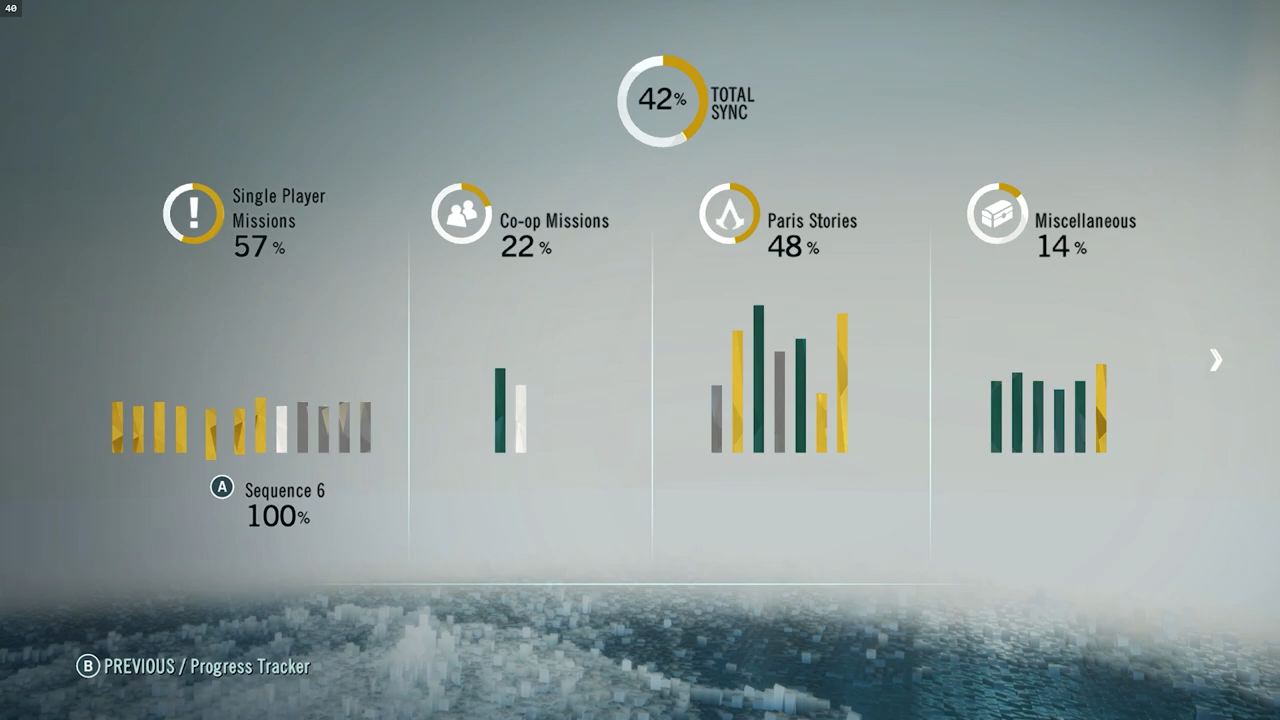 40
42%
TOTAL
SYNC
Single Player
Missions
57 %
Co-op Missions
22 %
Paris Stories
48 %
Miscellaneous
14 %
A
Sequence 6
100%
B PREVIOUS / Progress Tracker